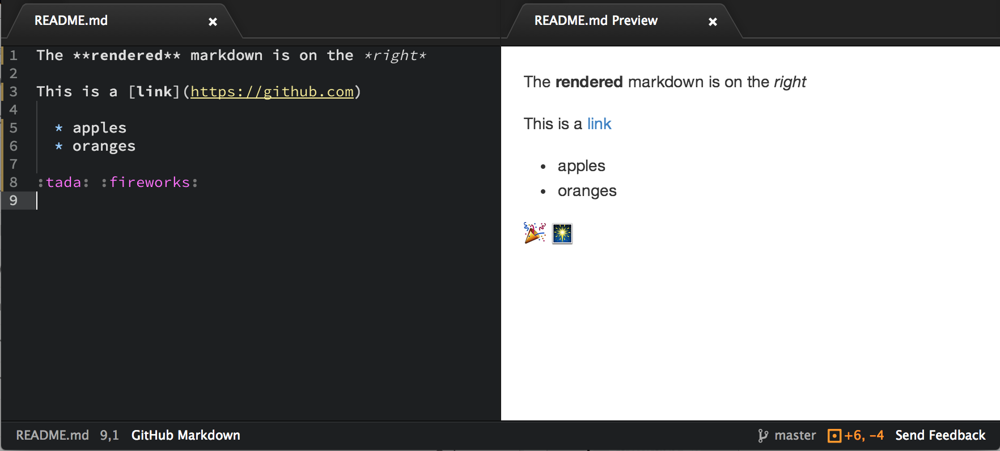 README.md
README.md Preview
1 The **rendered** markdown is on the *right*
2
3 This is a [link](https://github.com)
4
5 * apples
6 * oranges
7
8 :tada: :fireworks:
9
The rendered markdown is on the right
This is a link
• apples
• oranges
README.md 9,1 GitHub Markdown
master +6, -4 Send Feedback